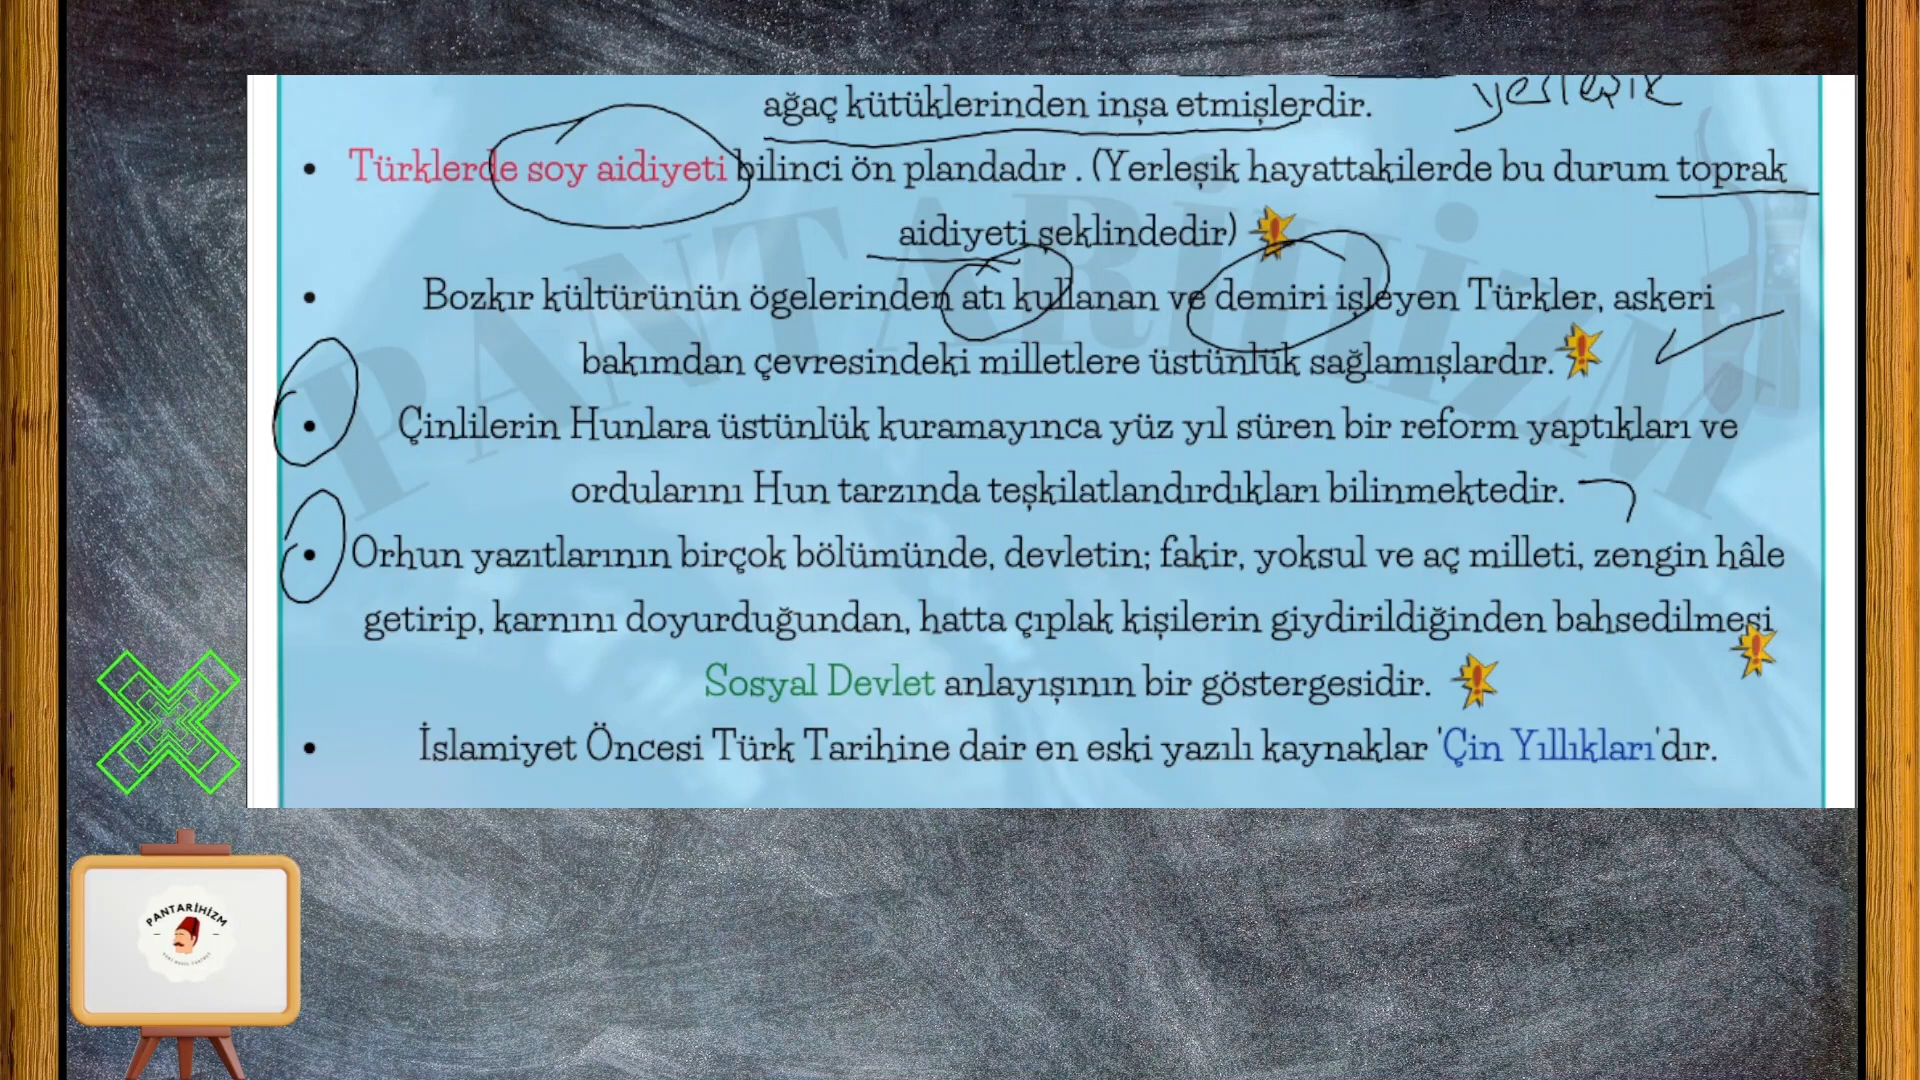 yerleşik
ağaç kütüklerinden inşa etmişlerdir.
• Türklerde soy aidiyeti bilinci ön plandadır . (Yerleşik hayattakilerde bu durum toprak
aidiyeti şeklindedir)
• Bozkır kültürünün ögelerinden atı kullanan ve demiri işleyen Türkler, askeri
bakımdan çevresindeki milletlere üstünlük sağlamışlardır.
• Çinlilerin Hunlara üstünlük kuramayınca yüz yıl süren bir reform yaptıkları ve
ordularını Hun tarzında teşkilatlandırdıkları bilinmektedir.
• Orhun yazıtlarının birçok bölümünde, devletin; fakir, yoksul ve aç milleti, zengin hâle
getirip, karnını doyurduğundan, hatta çıplak kişilerin giydirildiğinden bahsedilmesi
Sosyal Devlet anlayışının bir göstergesidir.
• İslamiyet Öncesi Türk Tarihine dair en eski yazılı kaynaklar 'Çin Yıllıkları'dır.
PANTARİHİZM
PANTARİHİZM